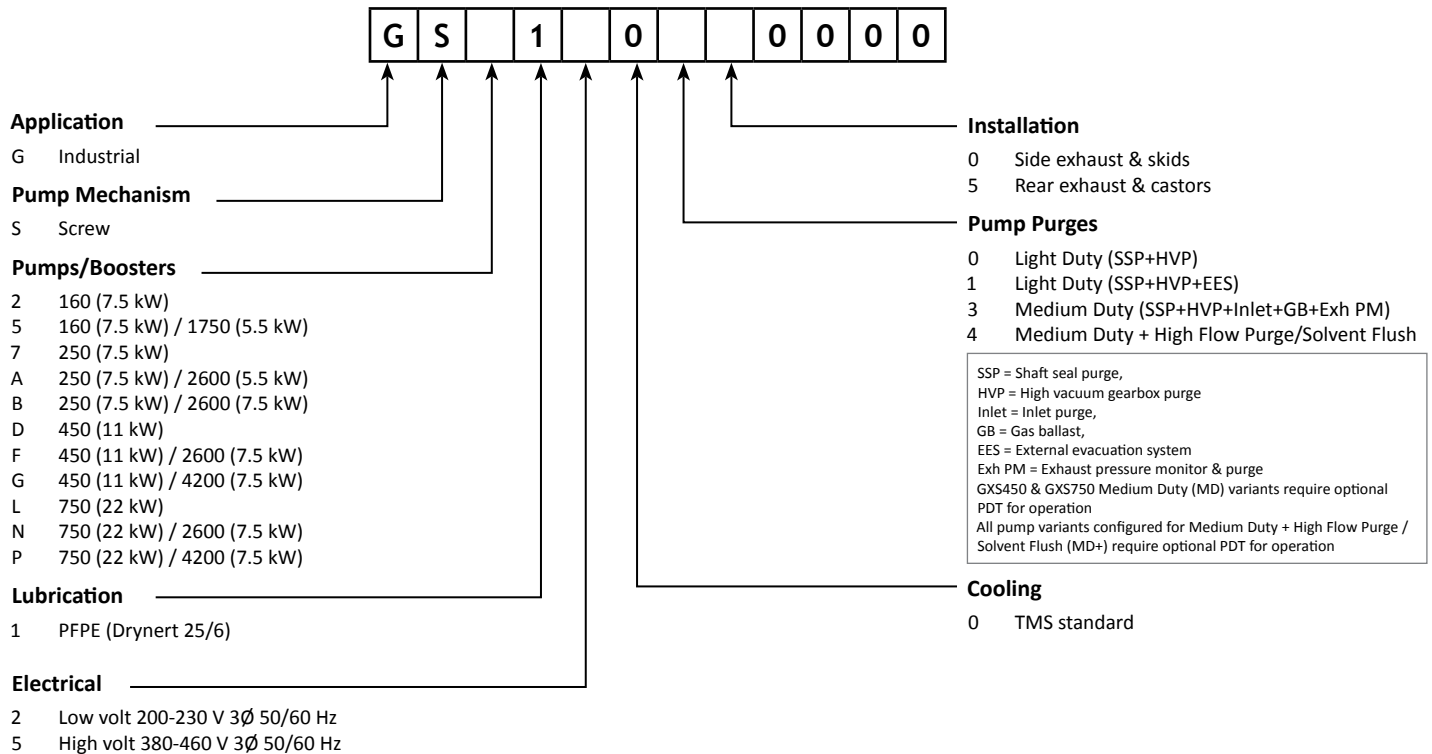 G S 1 0 0 0 0 0
Application
G Industrial
Pump Mechanism
S Screw
Pumps/Boosters
2 160 (7.5 kW)
5 160 (7.5 kW) / 1750 (5.5 kW)
7 250 (7.5 kW)
A 250 (7.5 kW) / 2600 (5.5 kW)
B 250 (7.5 kW) / 2600 (7.5 kW)
D 450 (11 kW)
F 450 (11 kW) / 2600 (7.5 kW)
G 450 (11 kW) / 4200 (7.5 kW)
L 750 (22 kW)
N 750 (22 kW) / 2600 (7.5 kW)
P 750 (22 kW) / 4200 (7.5 kW)
Lubrication
1 PFPE (Drynert 25/6)
Electrical
2 Low volt 200-230 V 3Ø 50/60 Hz
5 High volt 380-460 V 3Ø 50/60 Hz
Installation
0 Side exhaust & skids
5 Rear exhaust & castors
Pump Purges
0 Light Duty (SSP+HVP)
1 Light Duty (SSP+HVP+EES)
3 Medium Duty (SSP+HVP+Inlet+GB+Exh PM)
4 Medium Duty + High Flow Purge/Solvent Flush
SSP = Shaft seal purge,
HVP = High vacuum gearbox purge
Inlet = Inlet purge,
GB = Gas ballast,
EES = External evacuation system
Exh PM = Exhaust pressure monitor & purge
GXS450 & GXS750 Medium Duty (MD) variants require optional
PDT for operation
All pump variants configured for Medium Duty + High Flow Purge /
Solvent Flush (MD+) require optional PDT for operation
Cooling
0 TMS standard